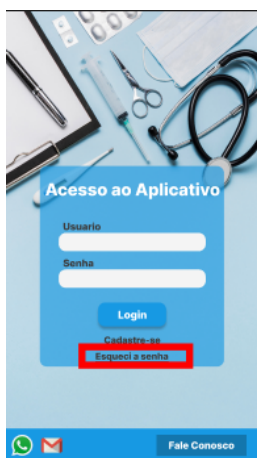 Acesso ao Aplicativo
Usuario
Senha
Login
Cadastre-se
Esqueci a senha
Fale Conosco